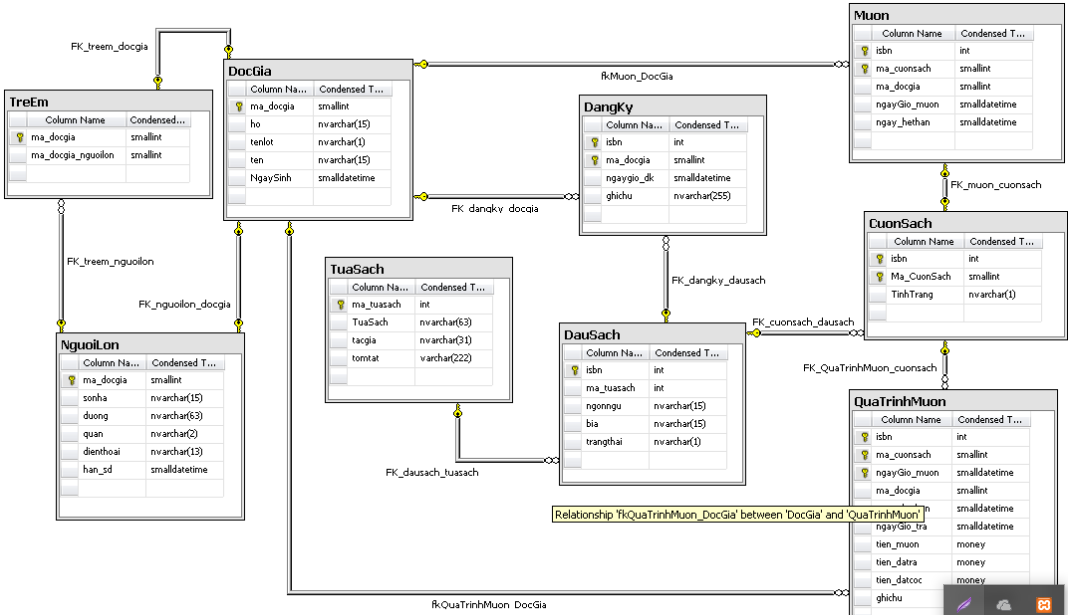 FK_treem_docgia
TreEm
Column Name Condensed...
ma_docgia smallint
ma_docgia_nguoilon smallint
DocGia
Column Na... Condensed T...
ma_docgia smallint
ho nvarchar(15)
tenlot nvarchar(1)
ten nvarchar(15)
NgaySinh smalldatetime
fkMuon_DocGia
Muon
Column Name Condensed T...
isbn int
ma_cuonsach smallint
ma_docgia smallint
ngayGio_muon smalldatetime
ngay_hethan smalldatetime
DangKy
Column Na... Condensed T...
isbn int
ma_docgia smallint
ngaygio_dk smalldatetime
ghichu nvarchar(255)
FK_dangky_docgia
FK_muon_cuonsach
FK_treem_nguoilon
FK_nguoilon_docgia
CuonSach
Column Name Condensed T...
isbn int
Ma_CuonSach smallint
TinhTrang nvarchar(1)
TuaSach
Column Na... Condensed T...
ma_tuasach int
TuaSach nvarchar(63)
tacgia nvarchar(31)
tomtat varchar(222)
FK_dangky_dausach
FK_cuonsach_dausach
DauSach
Column Na... Condensed T...
isbn int
ma_tuasach int
ngonngu nvarchar(15)
bia nvarchar(15)
trangthai nvarchar(1)
NguoiLon
Column Na... Condensed T...
ma_docgia smallint
sonha nvarchar(15)
duong nvarchar(63)
quan nvarchar(2)
dienthoai nvarchar(13)
han_sd smalldatetime
FK_dausach_tuasach
FK_QuaTrinhMuon_cuonsach
QuaTrinhMuon
Column Name Condensed T...
isbn int
ma_cuonsach smallint
ngayGio_muon smalldatetime
ma_docgia smallint
smalldatetime
ngayGio_tra smalldatetime
tien_muon money
tien_datra money
tien_datcoc money
ghichu
Relationship 'fkQuaTrinhMuon_DocGia' between 'DocGia' and 'QuaTrinhMuon'
fkQuaTrinhMuon_DocGia